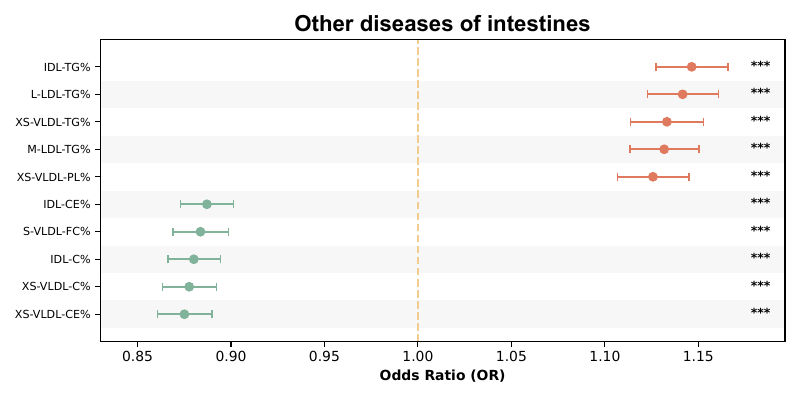 Other diseases of intestines
IDL-TG% ***
L-LDL-TG% ***
XS-VLDL-TG% ***
M-LDL-TG% ***
XS-VLDL-PL% ***
IDL-CE% ***
S-VLDL-FC% ***
IDL-C% ***
XS-VLDL-C% ***
XS-VLDL-CE% ***
0.85 0.90 0.95 1.00 1.05 1.10 1.15
Odds Ratio (OR)